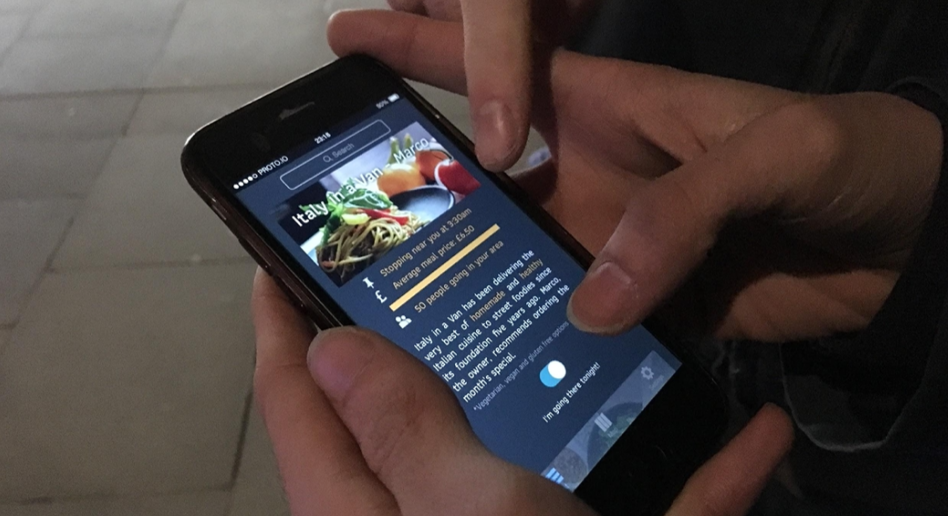 PROTO.IO 23:18 50%
Search
Italy in a Van - Marco
Stopping near you at 3:30am
£ Average meal price: £6.50
50 people going in your area
Italy in a Van has been delivering the
very best of homemade and healthy
Italian cuisine to street foodies since
its foundation five years ago. Marco,
the owner, recommends ordering the
month's special.
*Vegetarian, vegan and gluten free options
I'm going there tonight!